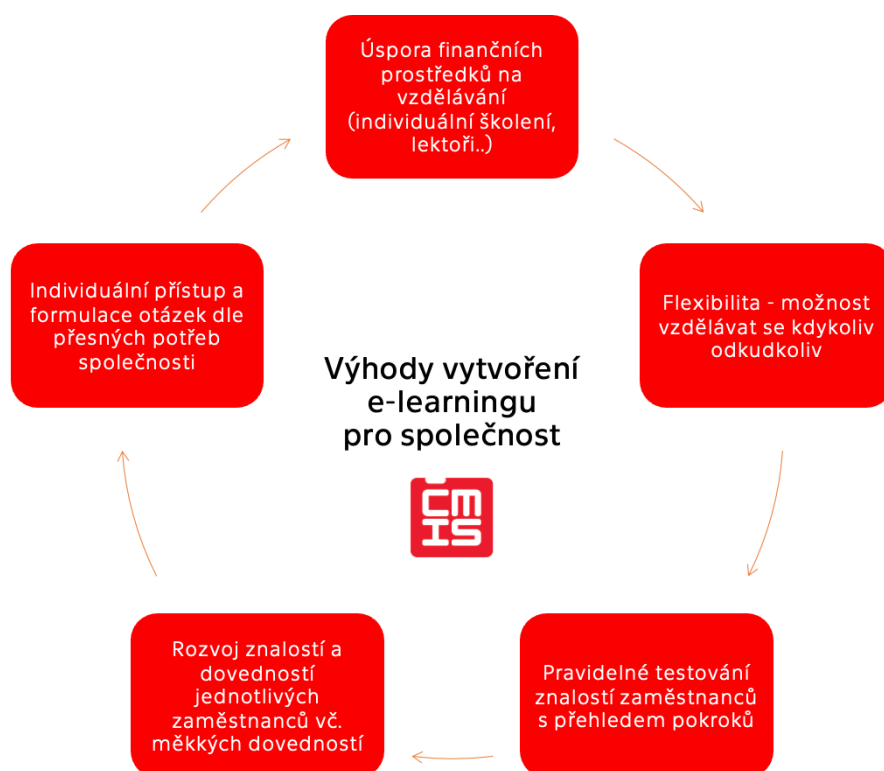 Úspora finančních
prostředků na
vzdělávání
(individuální školení,
lektoři..)
Flexibilita - možnost
vzdělávat se kdykoliv
odkudkoliv
Pravidelné testování
znalostí zaměstnanců
s přehledem pokroků
Rozvoj znalostí a
dovedností
jednotlivých
zaměstnanců vč.
měkkých dovedností
Individuální přístup a
formulace otázek dle
přesných potřeb
společnosti
Výhody vytvoření
e-learningu
pro společnost
ČM
IS